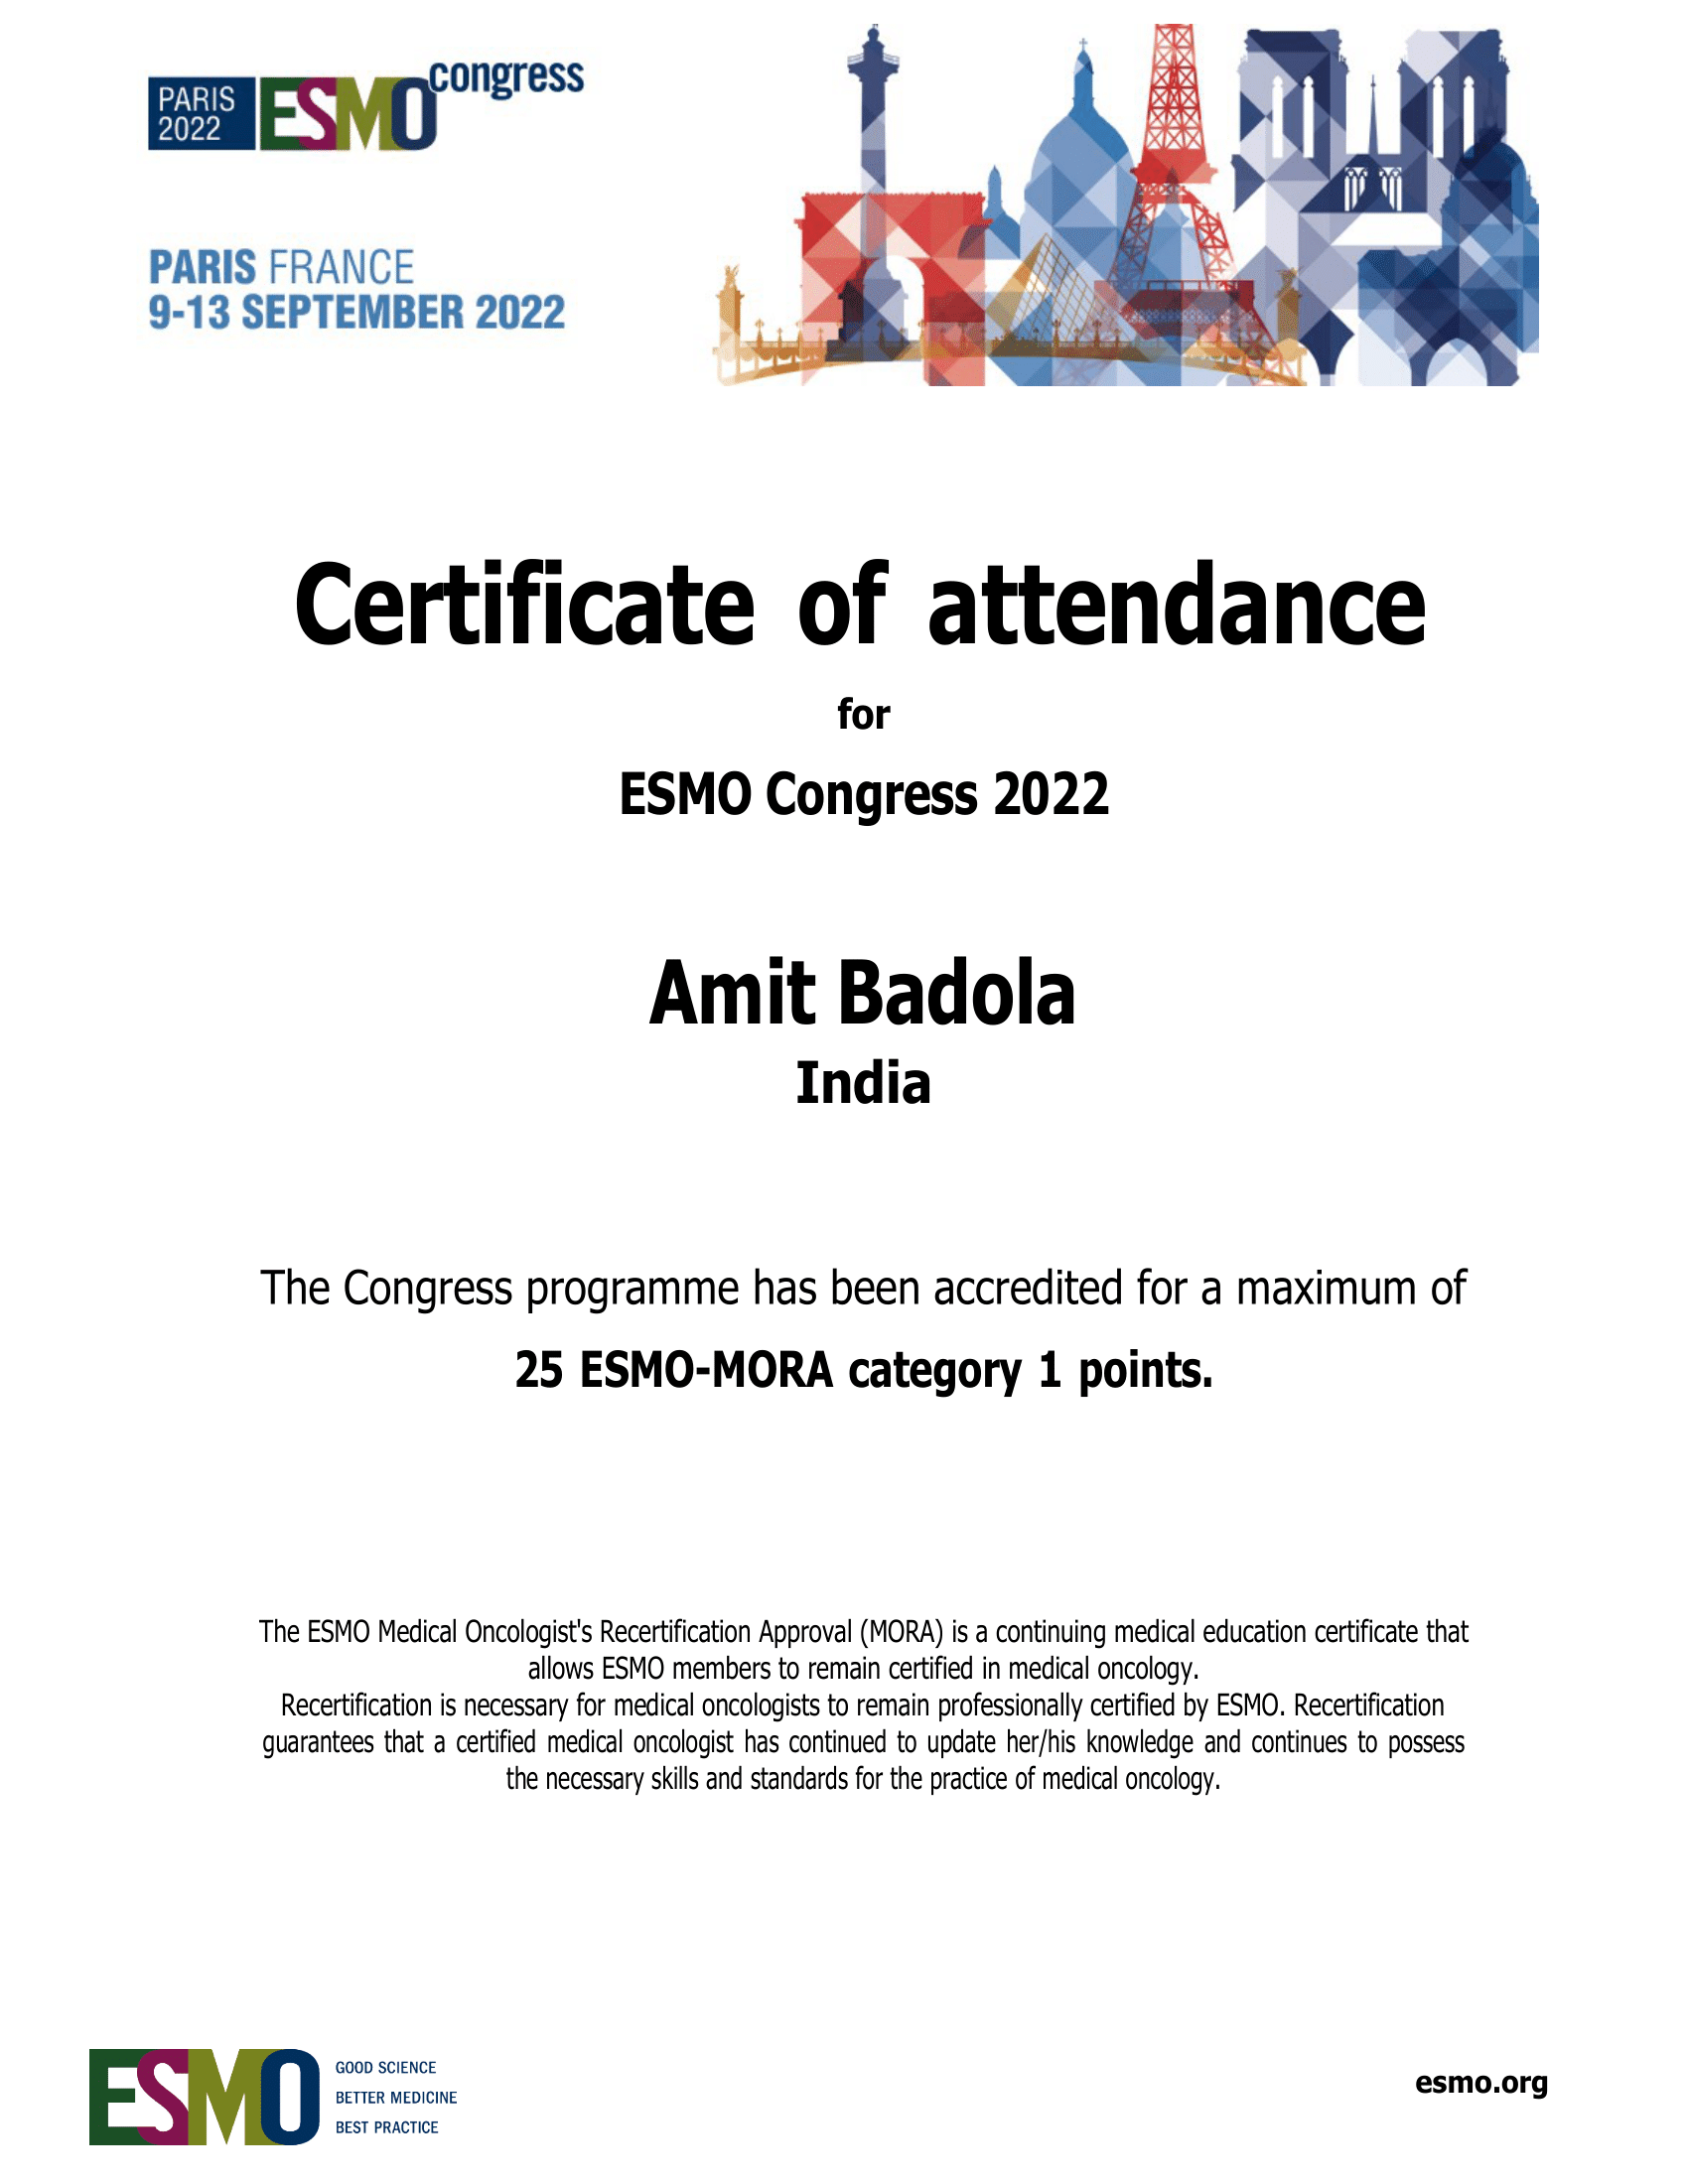 PARIS
2022
ESMO congress
PARIS FRANCE
9-13 SEPTEMBER 2022
Certificate of attendance
for
ESMO Congress 2022
Amit Badola
India
The Congress programme has been accredited for a maximum of
25 ESMO-MORA category 1 points.
The ESMO Medical Oncologist's Recertification Approval (MORA) is a continuing medical education certificate that
allows ESMO members to remain certified in medical oncology.
Recertification is necessary for medical oncologists to remain professionally certified by ESMO. Recertification
guarantees that a certified medical oncologist has continued to update her/his knowledge and continues to possess
the necessary skills and standards for the practice of medical oncology.
ESMO
GOOD SCIENCE
BETTER MEDICINE
BEST PRACTICE
esmo.org